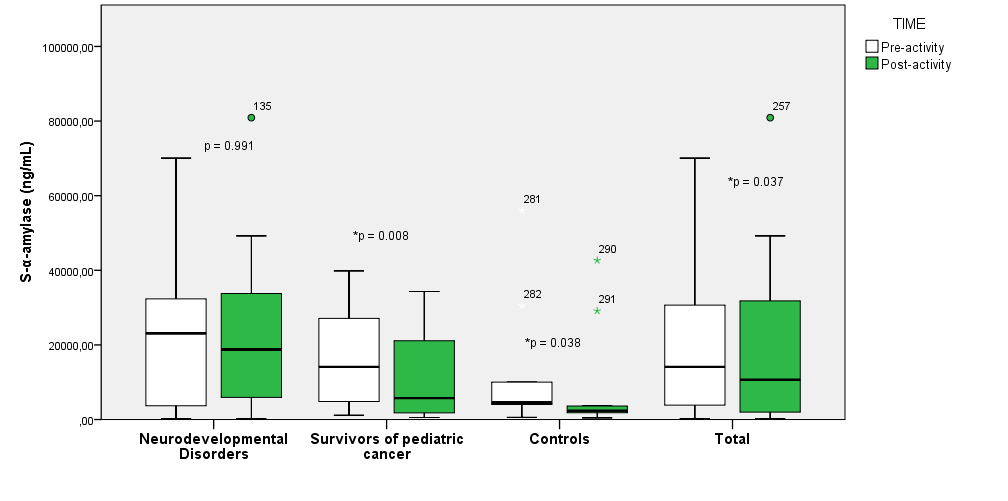 TIME
Pre-activity
Post-activity
S-α-amylase (ng/mL)
100000,00
80000,00
60000,00
40000,00
20000,00
,00
135
p = 0.991
*p = 0.008
281
282
*p = 0.038
290
291
257
*p = 0.037
Neurodevelopmental
Disorders
Survivors of pediatric
cancer
Controls
Total